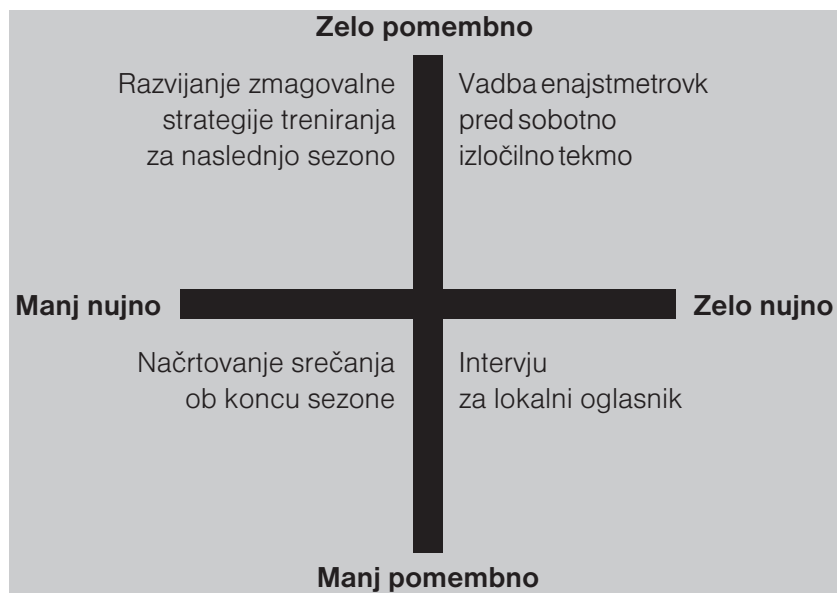 Zelo pomembno
Razvijanje zmagovalne
strategije treniranja
za naslednjo sezono
Vadba enajstmetrovk
pred sobotno
izločilno tekmo
Manj nujno
Zelo nujno
Načrtovanje srečanja
ob koncu sezone
Intervju
za lokalni oglasnik
Manj pomembno